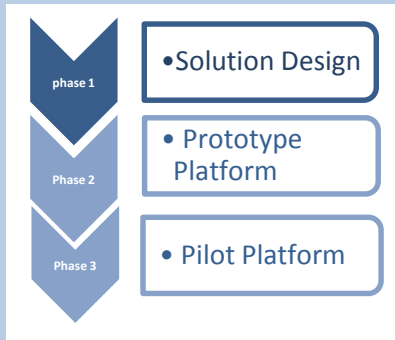 phase 1
•Solution Design
Phase 2
• Prototype
Platform
Phase 3
• Pilot Platform